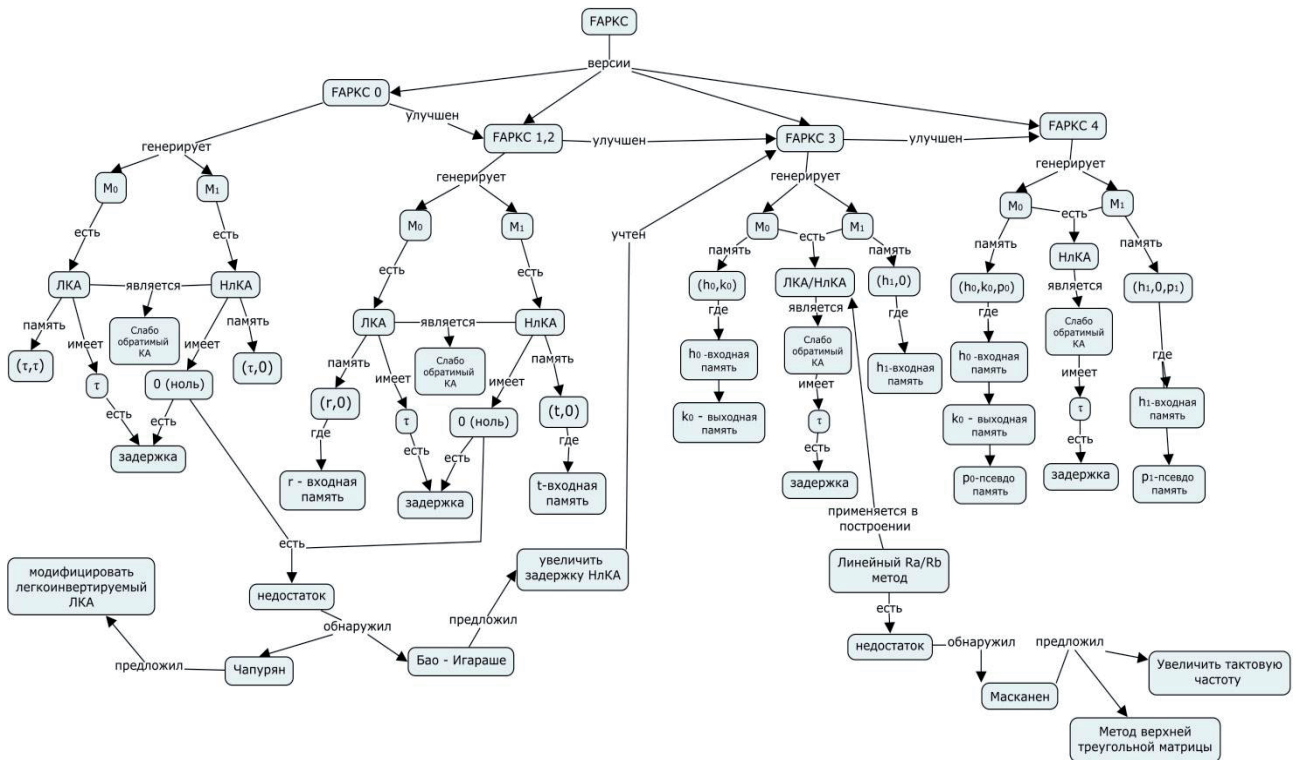 FAPKC
версии
FAPKC 0
улучшен
FAPKC 1,2
улучшен
FAPKC 3
улучшен
FAPKC 4
генерирует
M₀
M₁
есть
есть
ЛКА
является
НлКА
Слабо
обратимый
КА
память
имеет
имеет
память
(τ,τ)
τ
0 (ноль)
(τ,0)
есть
есть
задержка
генерирует
M₀
M₁
есть
есть
ЛКА
является
НлКА
Слабо
обратимый
КА
память
имеет
имеет
память
(r,0)
τ
0 (ноль)
(t,0)
где
есть
есть
где
r - входная
память
задержка
t-входная
память
генерирует
M₀
M₁
память
есть
память
(h₀,k₀)
ЛКА/НлКА
(h₁,0)
где
является
где
h₀ -входная
память
Слабо
обратимый
КА
h₁-входная
память
имеет
k₀ - выходная
память
τ
есть
задержка
генерирует
M₀
M₁
есть
память
НлКА
память
(h₀,k₀,p₀)
является
(h₁,0,p₁)
где
Слабо
обратимый
КА
где
h₀ -входная
память
имеет
h₁-входная
память
k₀ - выходная
память
τ
есть
p₀-псевдо
память
задержка
p₁-псевдо
память
учтен
есть
недостаток
обнаружил
Чапурян
предложил
модифицировать
легкоинвертируемый
ЛКА
Бао - Игараше
предложил
увеличить
задержку НлКА
применяется в
построении
Линейный Ra/Rb
метод
есть
недостаток
обнаружил
Масканен
предложил
Увеличить тактовую
частоту
Метод верхней
треугольной матрицы